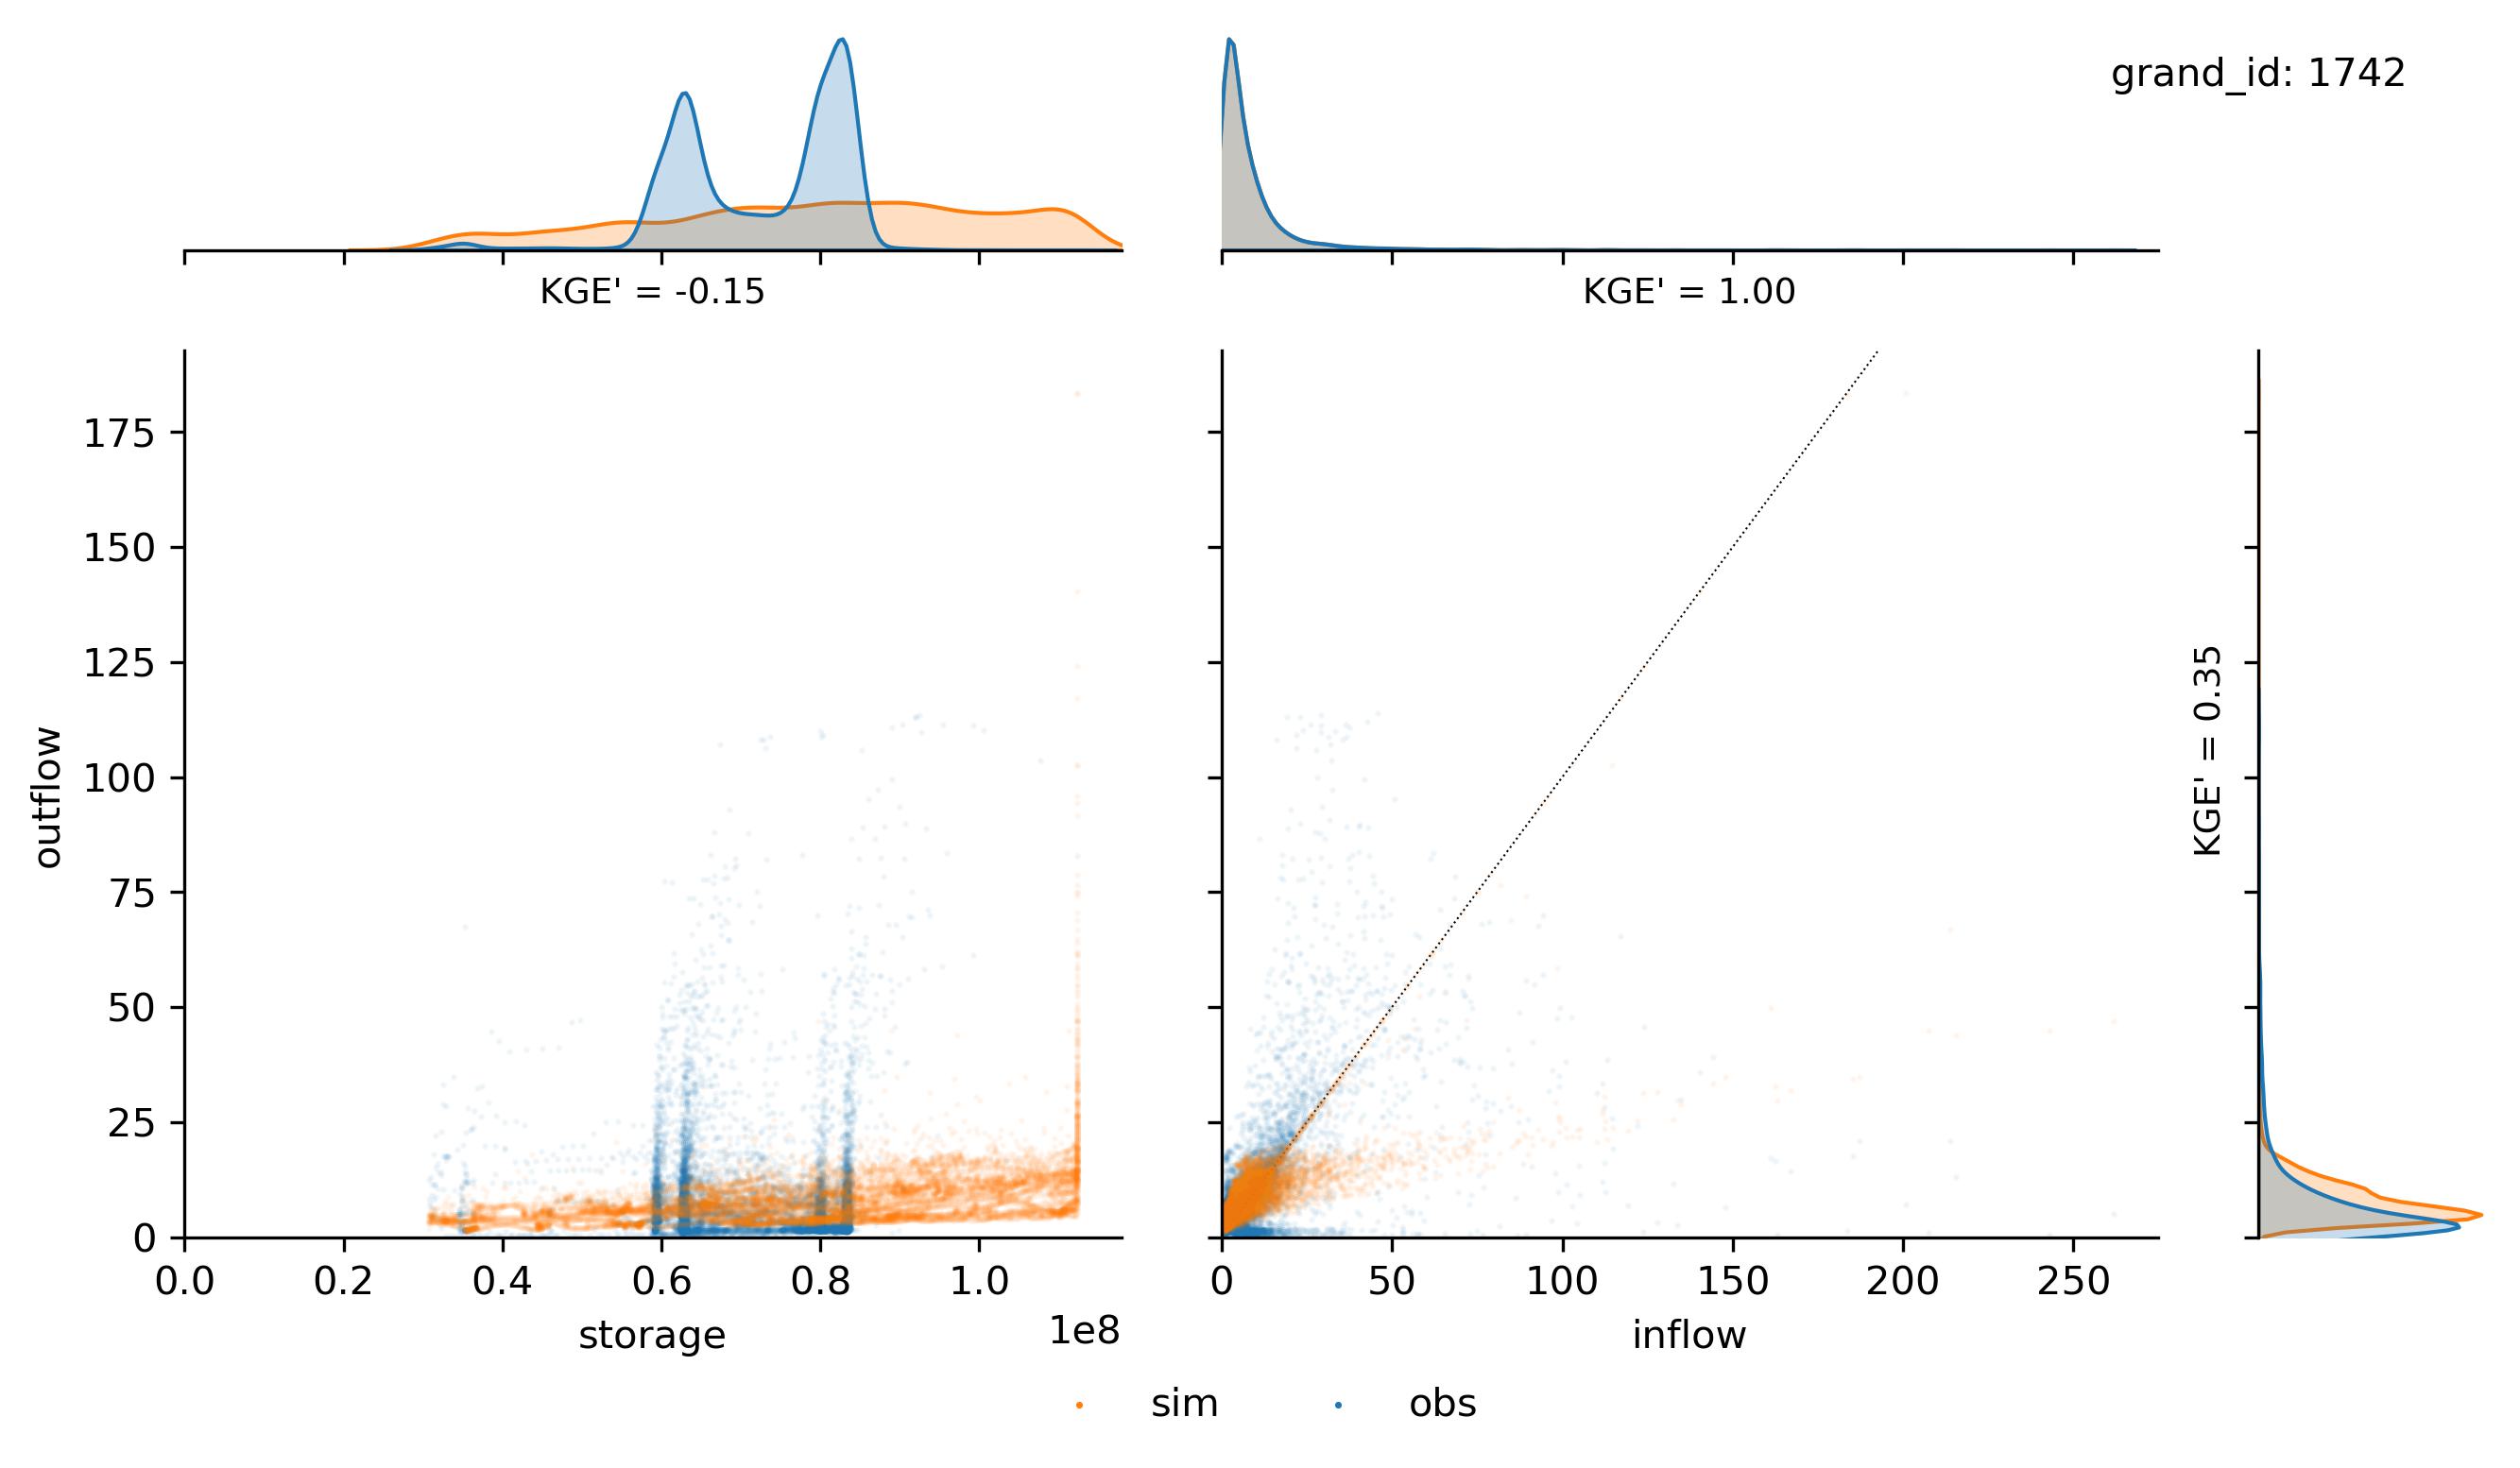 grand_id: 1742
KGE' = -0.15
KGE' = 1.00
175
150
125
100
75
50
25
0
outflow
KGE' = 0.35
0.0 0.2 0.4 0.6 0.8 1.0
1e8
storage
0 50 100 150 200 250
inflow
sim obs